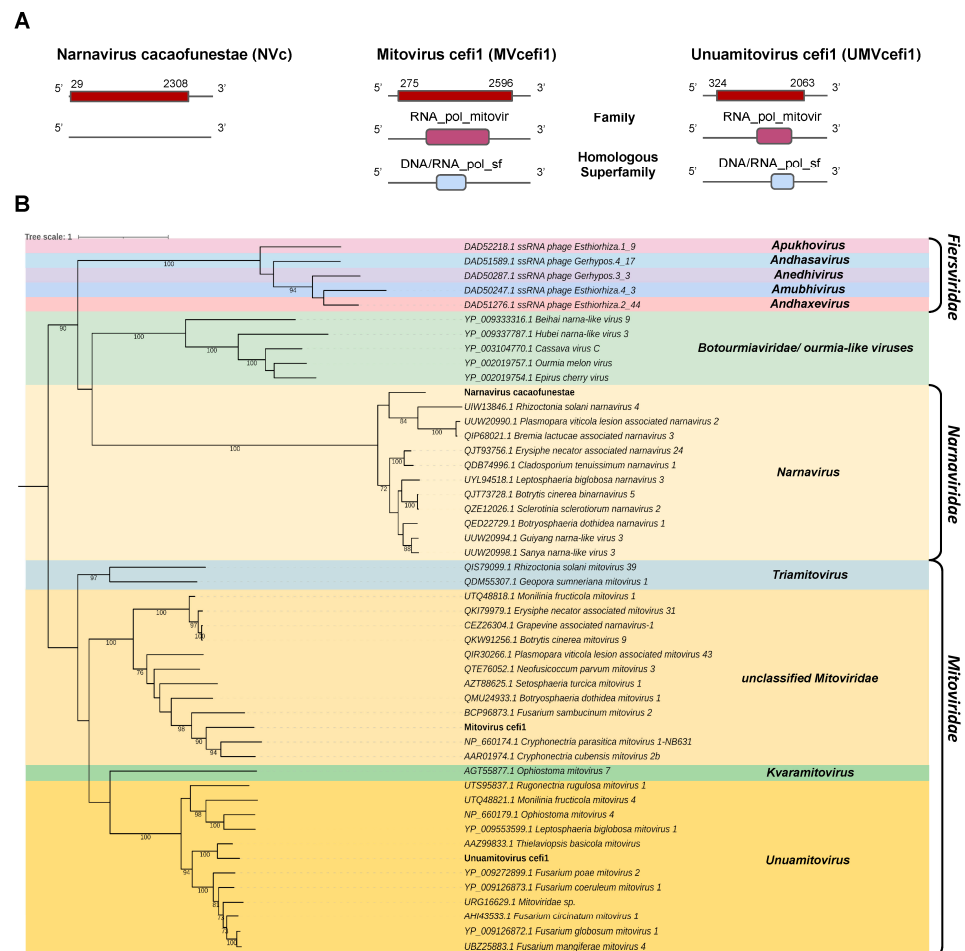 A
Narnavirus cacaofunestae (NVc)
Mitovirus cefi1 (MVcefi1)
Unuamitovirus cefi1 (UMVcefi1)
5' 29 2308 3'
5' 275 2596 3'
5' 324 2063 3'
RNA_pol_mitovir
Family
RNA_pol_mitovir
5' 3'
5' 3'
5' 3'
DNA/RNA_pol_sf
Homologous
Superfamily
DNA/RNA_pol_sf
5' 3'
5' 3'
B
Tree scale: 1
DAD52218.1 ssRNA phage Esthiorhiza.1_9
Apukhovirus
DAD51589.1 ssRNA phage Gerhypos.4_17
Andhasavirus
DAD50287.1 ssRNA phage Gerhypos.3_3
Anedhivirus
DAD50247.1 ssRNA phage Esthiorhiza.4_3
Amubhivirus
DAD51276.1 ssRNA phage Esthiorhiza.2_44
Andhaxevirus
Fiersviridae
100
94
90
YP_009333316.1 Beihai narna-like virus 9
YP_009337787.1 Hubei narna-like virus 3
YP_003104770.1 Cassava virus C
YP_002019757.1 Ourmia melon virus
YP_002019754.1 Epirus cherry virus
Botourmiaviridae/ ourmia-like viruses
100
100
100
Narnavirus cacaofunestae
UIW13846.1 Rhizoctonia solani narnavirus 4
UUW20990.1 Plasmopara viticola lesion associated narnavirus 2
QIP68021.1 Bremia lactucae associated narnavirus 3
QJT93756.1 Erysiphe necator associated narnavirus 24
QDB74996.1 Cladosporium tenuissimum narnavirus 1
UYL94518.1 Leptosphaeria biglobosa narnavirus 3
QJT73728.1 Botrytis cinerea binarnavirus 5
QZE12026.1 Sclerotinia sclerotiorum narnavirus 2
QED22729.1 Botryosphaeria dothidea narnavirus 1
UUW20994.1 Guiyang narna-like virus 3
UUW20998.1 Sanya narna-like virus 3
Narnavirus
Narnaviridae
100
84
100
100
72
100
88
QIS79099.1 Rhizoctonia solani mitovirus 39
QDM55307.1 Geopora sumneriana mitovirus 1
Triamitovirus
97
UTQ48818.1 Monilinia fructicola mitovirus 1
QKI79979.1 Erysiphe necator associated mitovirus 31
CEZ26304.1 Grapevine associated narnavirus-1
QKW91256.1 Botrytis cinerea mitovirus 9
QIR30266.1 Plasmopara viticola lesion associated mitovirus 43
QTE76052.1 Neofusicoccum parvum mitovirus 3
AZT88625.1 Setosphaeria turcica mitovirus 1
QMU24933.1 Botryosphaeria dothidea mitovirus 1
BCP96873.1 Fusarium sambucinum mitovirus 2
Mitovirus cefi1
NP_660174.1 Cryphonectria parasitica mitovirus 1-NB631
AAR01974.1 Cryphonectria cubensis mitovirus 2b
unclassified Mitoviridae
Mitoviridae
100
97
100
100
76
98
90
94
AGT55877.1 Ophiostoma mitovirus 7
Kvaramitovirus
UTS95837.1 Rugonectria rugulosa mitovirus 1
UTQ48821.1 Monilinia fructicola mitovirus 4
NP_660179.1 Ophiostoma mitovirus 4
YP_009553599.1 Leptosphaeria biglobosa mitovirus 1
AAZ99833.1 Thielaviopsis basicola mitovirus
Unuamitovirus cefi1
YP_009272899.1 Fusarium poae mitovirus 2
YP_009126873.1 Fusarium coeruleum mitovirus 1
URG16629.1 Mitoviridae sp.
AHI43533.1 Fusarium circinatum mitovirus 1
YP_009126872.1 Fusarium globosum mitovirus 1
UBZ25883.1 Fusarium mangiferae mitovirus 4
Unuamitovirus
98
100
100
100
94
100
81
100